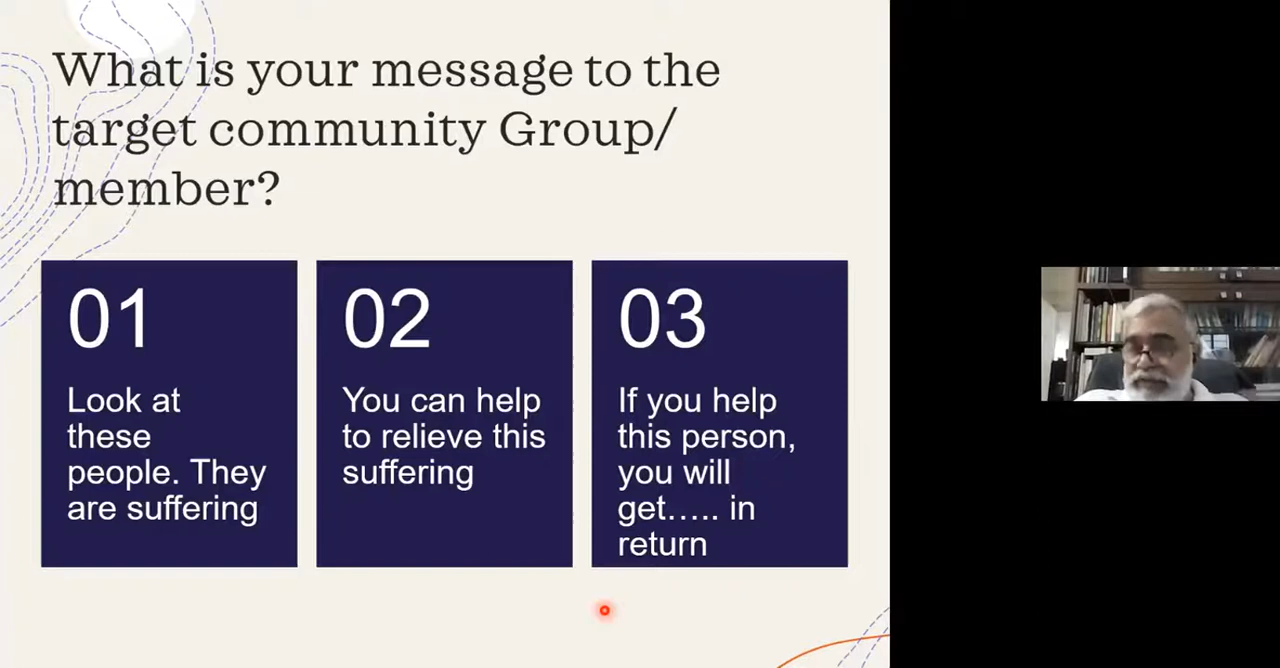 What is your message to the
target community Group/
member?
01
Look at
these
people. They
are suffering
02
You can help
to relieve this
suffering
03
If you help
this person,
you will
get….. in
return